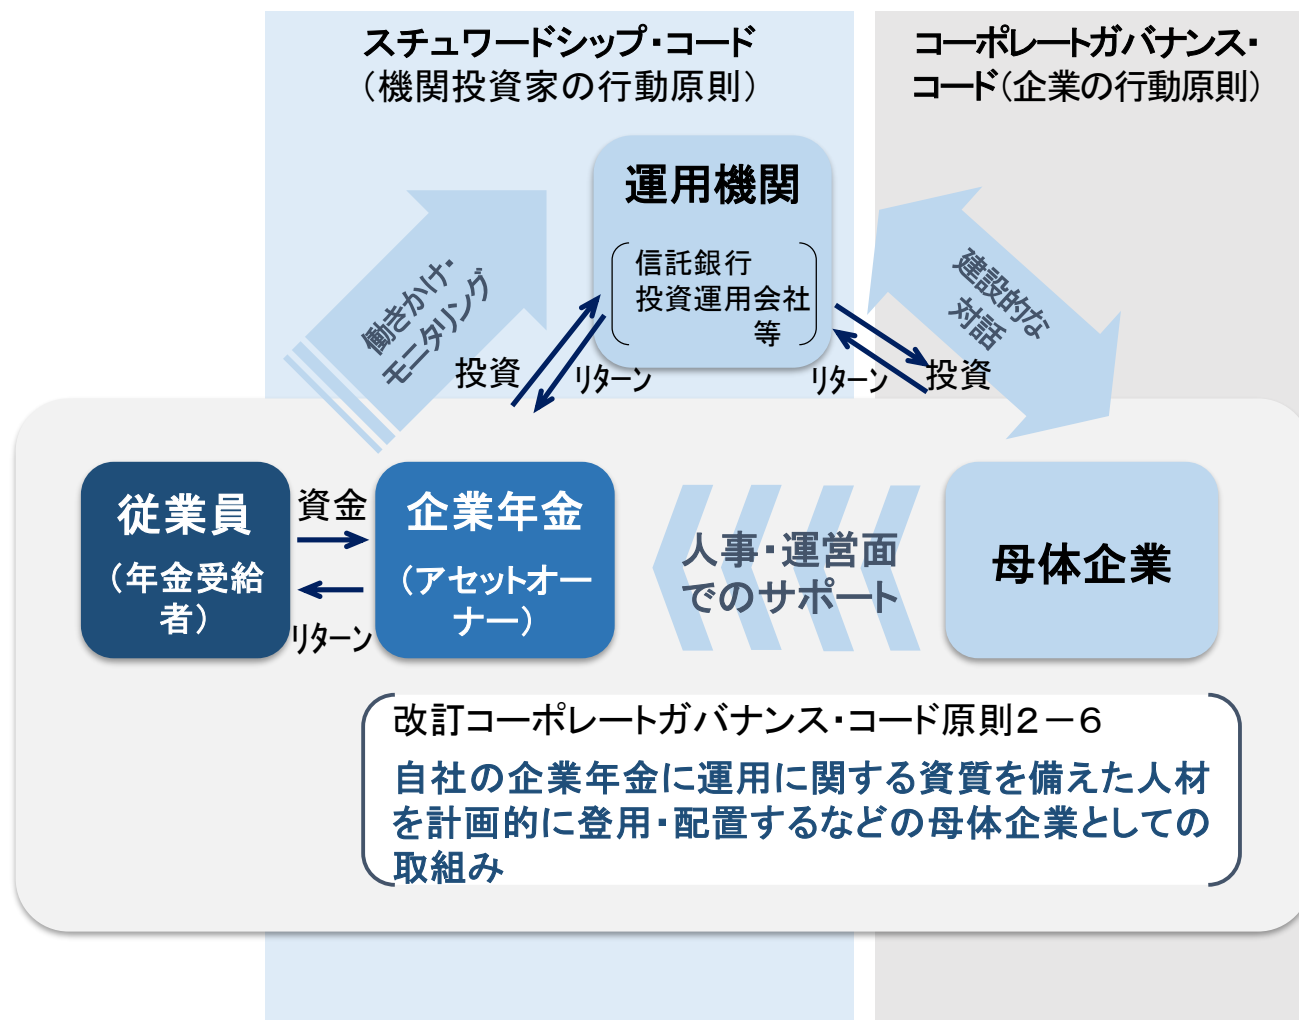 スチュワードシップ・コード
（機関投資家の行動原則）
コーポレートガバナンス・
コード（企業の行動原則）
運用機関
信託銀行
投資運用会社
等
働きかけ・
モニタリング
建設的な
対話
投資
リターン
リターン
投資
従業員
（年金受給
者）
資金
リターン
企業年金
（アセットオー
ナー）
人事・運営面
でのサポート
母体企業
改訂コーポレートガバナンス・コード原則２－６
自社の企業年金に運用に関する資質を備えた人材
を計画的に登用・配置するなどの母体企業としての
取組み